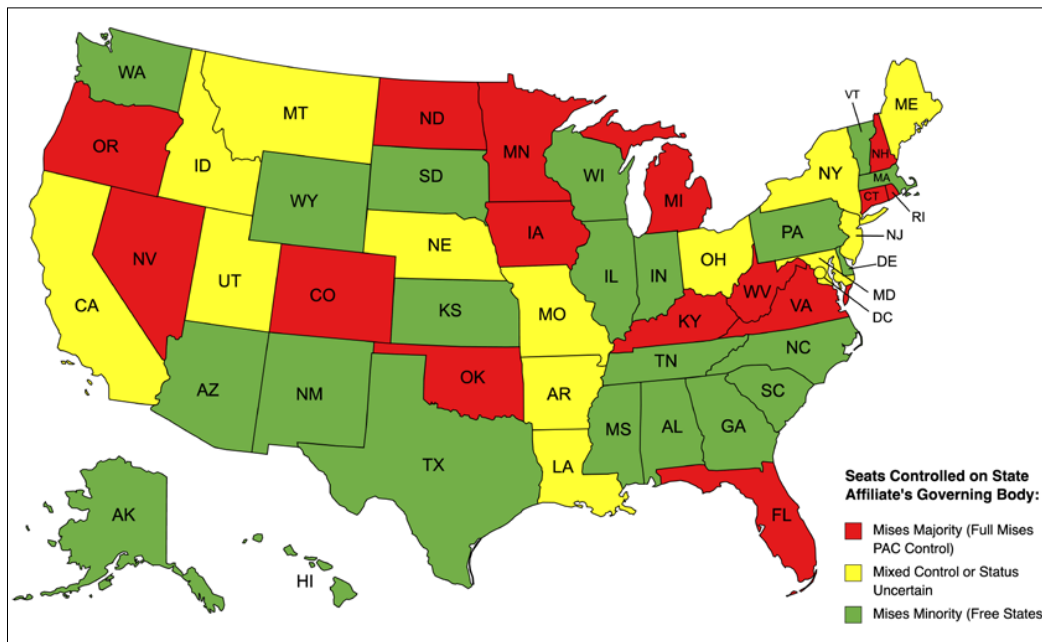 WA
MT
ND
MN
VT
ME
OR
ID
NH
WI
NY
SD
MA
WY
MI
CT
RI
IA
PA
NJ
NE
NV
OH
DE
IL
IN
UT
CO
WV
MD
CA
VA
KS
MO
DC
KY
NC
TN
OK
AZ
AR
SC
NM
MS
AL
GA
TX
LA
Seats Controlled on State
Affiliate's Governing Body:
AK
FL
Mises Majority (Full Mises
PAC Control)
HI
Mixed Control or Status
Uncertain
Mises Minority (Free States